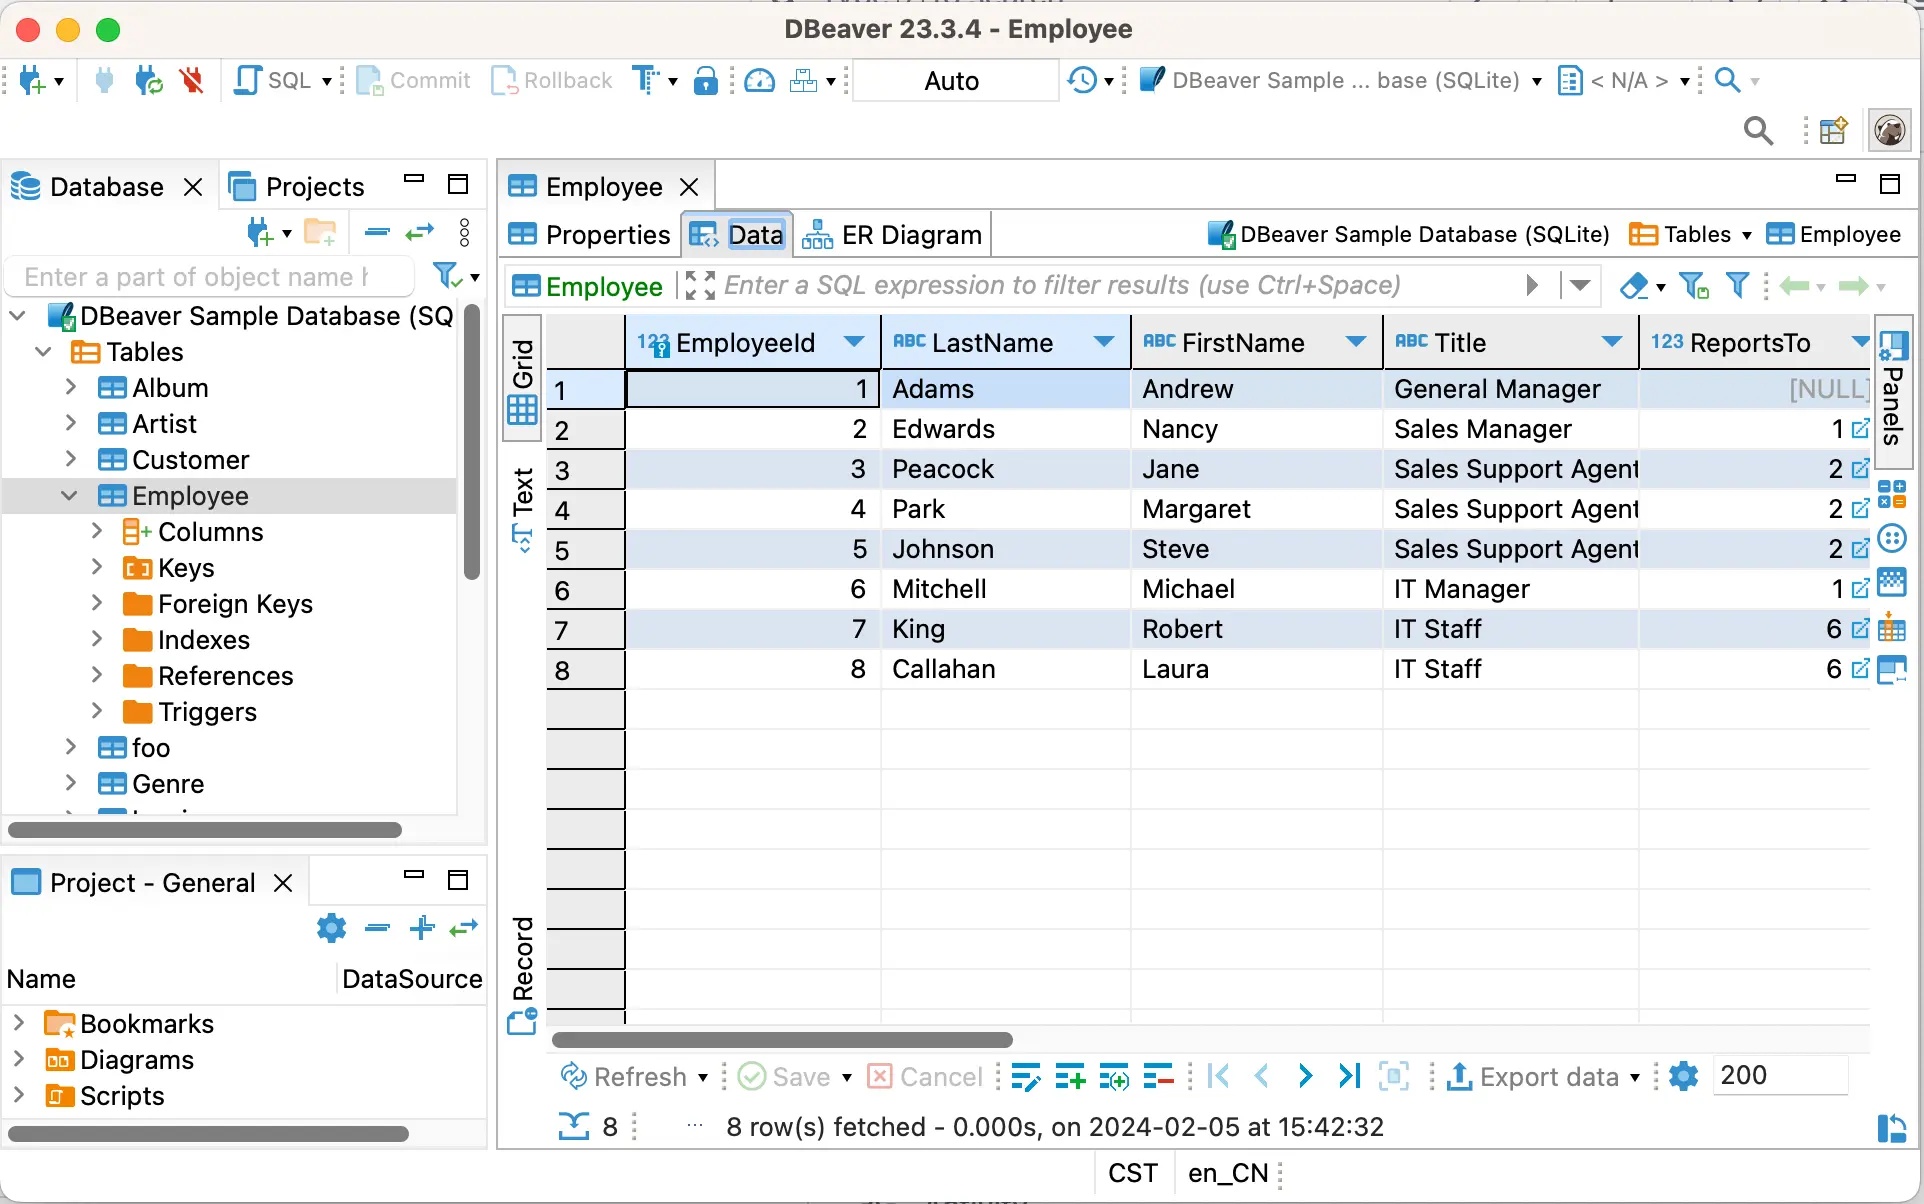 DBeaver 23.3.4 - Employee
SQL Commit Rollback Auto DBeaver Sample ... base (SQLite) < N/A >
Database Projects
Enter a part of object name h
DBeaver Sample Database (SQ
Tables
Album
Artist
Customer
Employee
Columns
Keys
Foreign Keys
Indexes
References
Triggers
foo
Genre
Project - General
Name DataSource
Bookmarks
Diagrams
Scripts
Employee
Properties Data ER Diagram DBeaver Sample Database (SQLite) Tables Employee
Employee Enter a SQL expression to filter results (use Ctrl+Space)
Grid
Text
Record
123 EmployeeId ABC LastName ABC FirstName ABC Title 123 ReportsTo
1 1 Adams Andrew General Manager [NULL]
2 2 Edwards Nancy Sales Manager 1
3 3 Peacock Jane Sales Support Agent 2
4 4 Park Margaret Sales Support Agent 2
5 5 Johnson Steve Sales Support Agent 2
6 6 Mitchell Michael IT Manager 1
7 7 King Robert IT Staff 6
8 8 Callahan Laura IT Staff 6
Panels
Refresh Save Cancel Export data 200
8 ... 8 row(s) fetched - 0.000s, on 2024-02-05 at 15:42:32
CST en_CN